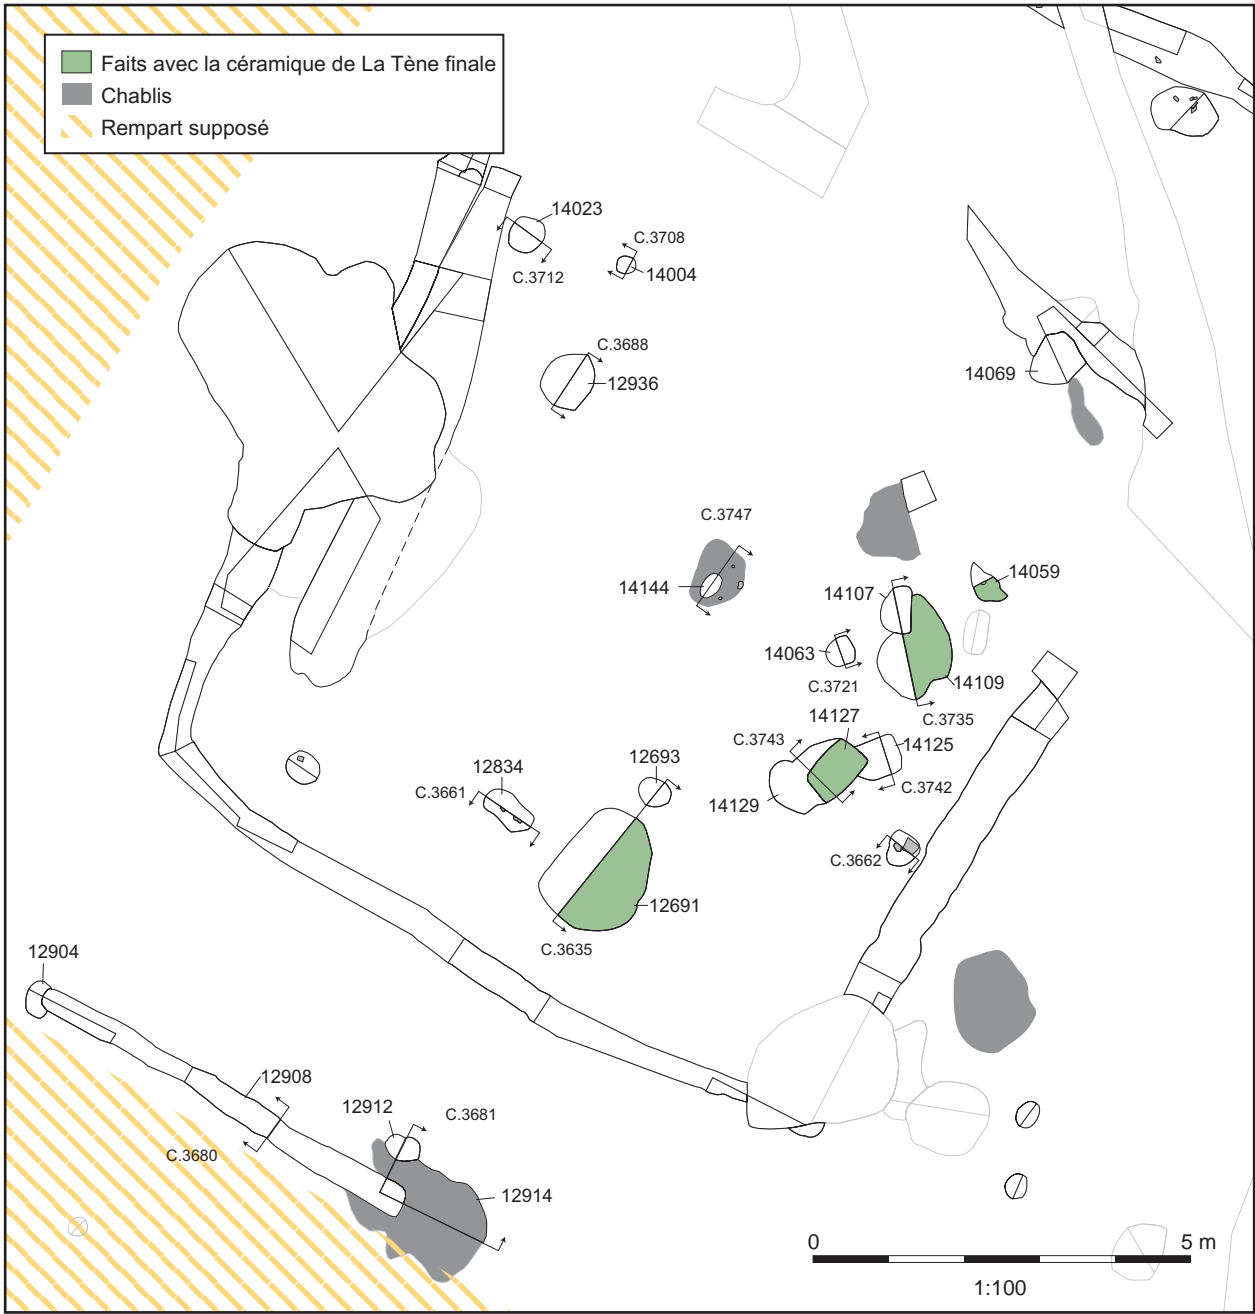 Faits avec la céramique de La Tène finale
Chablis
Rempart supposé
14023
C.3708
C.3712
14004
C.3688
12936
14069
C.3747
14059
14144
14107
14063
14109
C.3721
C.3735
14127
C.3743
14125
12693
12834
C.3661
C.3742
14129
C.3662
12691
C.3635
12904
12908
12912
C.3681
C.3680
12914
0
5 m
1:100